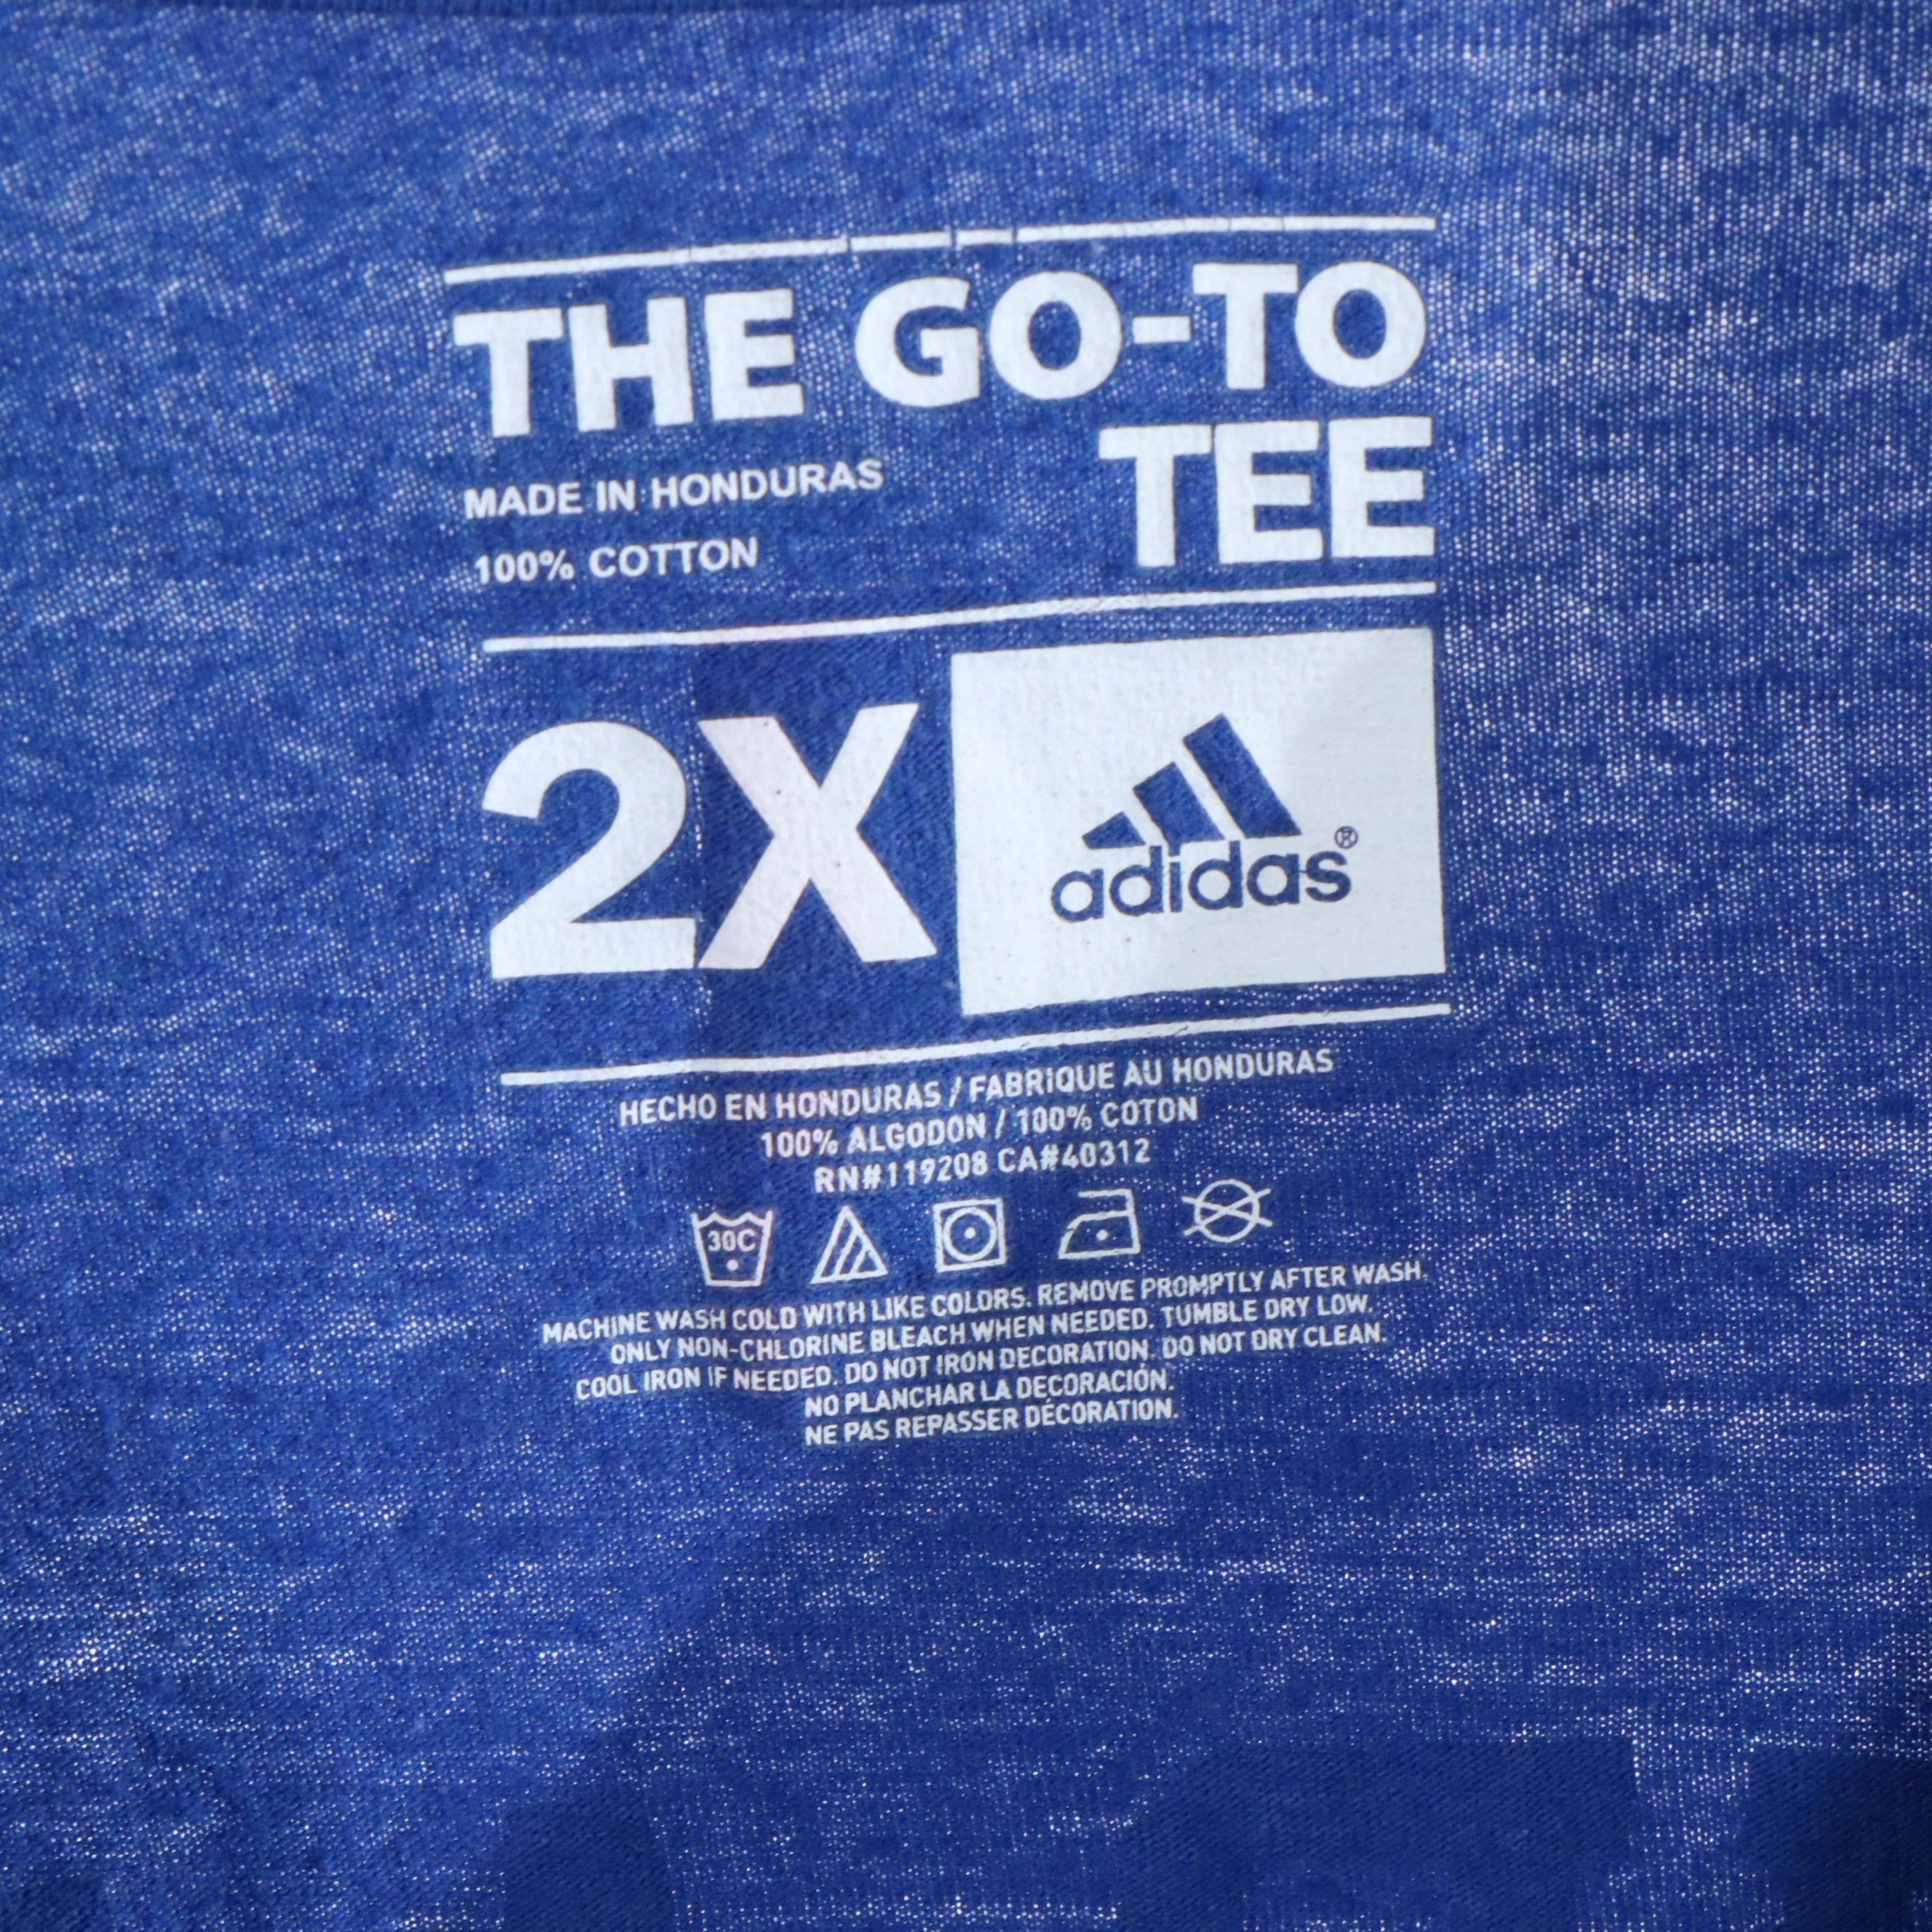 THE GO-TO
TEE
MADE IN HONDURAS
100% COTTON
2X
adidas®
HECHO EN HONDURAS / FABRIQUE AU HONDURAS
100% ALGODON / 100% COTON
RN#119208 CA#40312
30C
MACHINE WASH COLD WITH LIKE COLORS. REMOVE PROMPTLY AFTER WASH.
ONLY NON-CHLORINE BLEACH WHEN NEEDED. TUMBLE DRY LOW.
COOL IRON IF NEEDED. DO NOT IRON DECORATION. DO NOT DRY CLEAN.
NO PLANCHAR LA DECORACIÓN.
NE PAS REPASSER DÉCORATION.